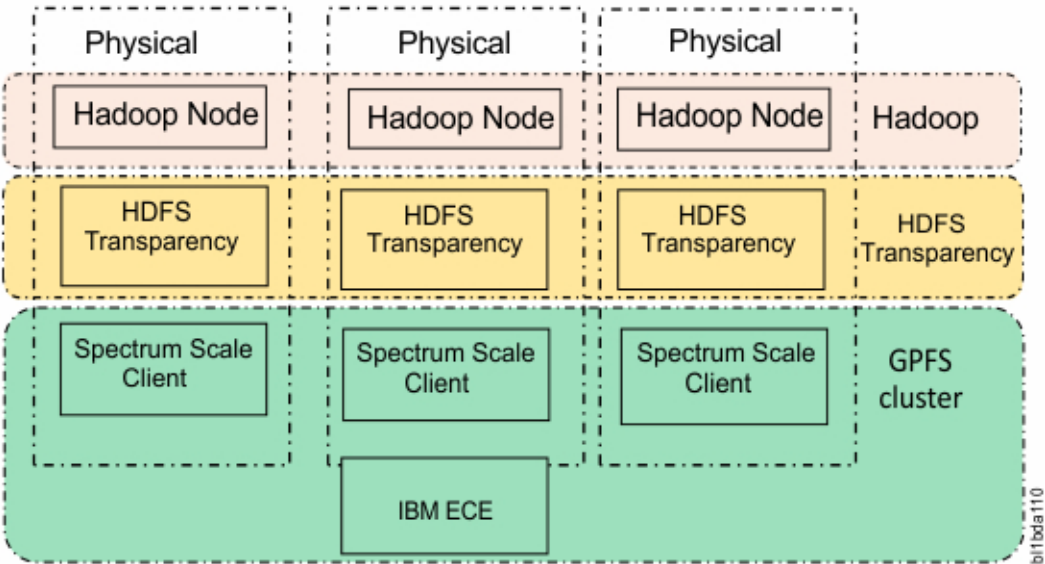 Physical
Physical
Physical
Hadoop Node
Hadoop Node
Hadoop Node
Hadoop
HDFS
Transparency
HDFS
Transparency
HDFS
Transparency
HDFS
Transparency
Spectrum Scale
Client
Spectrum Scale
Client
Spectrum Scale
Client
GPFS
cluster
IBM ECE
bl1bda110